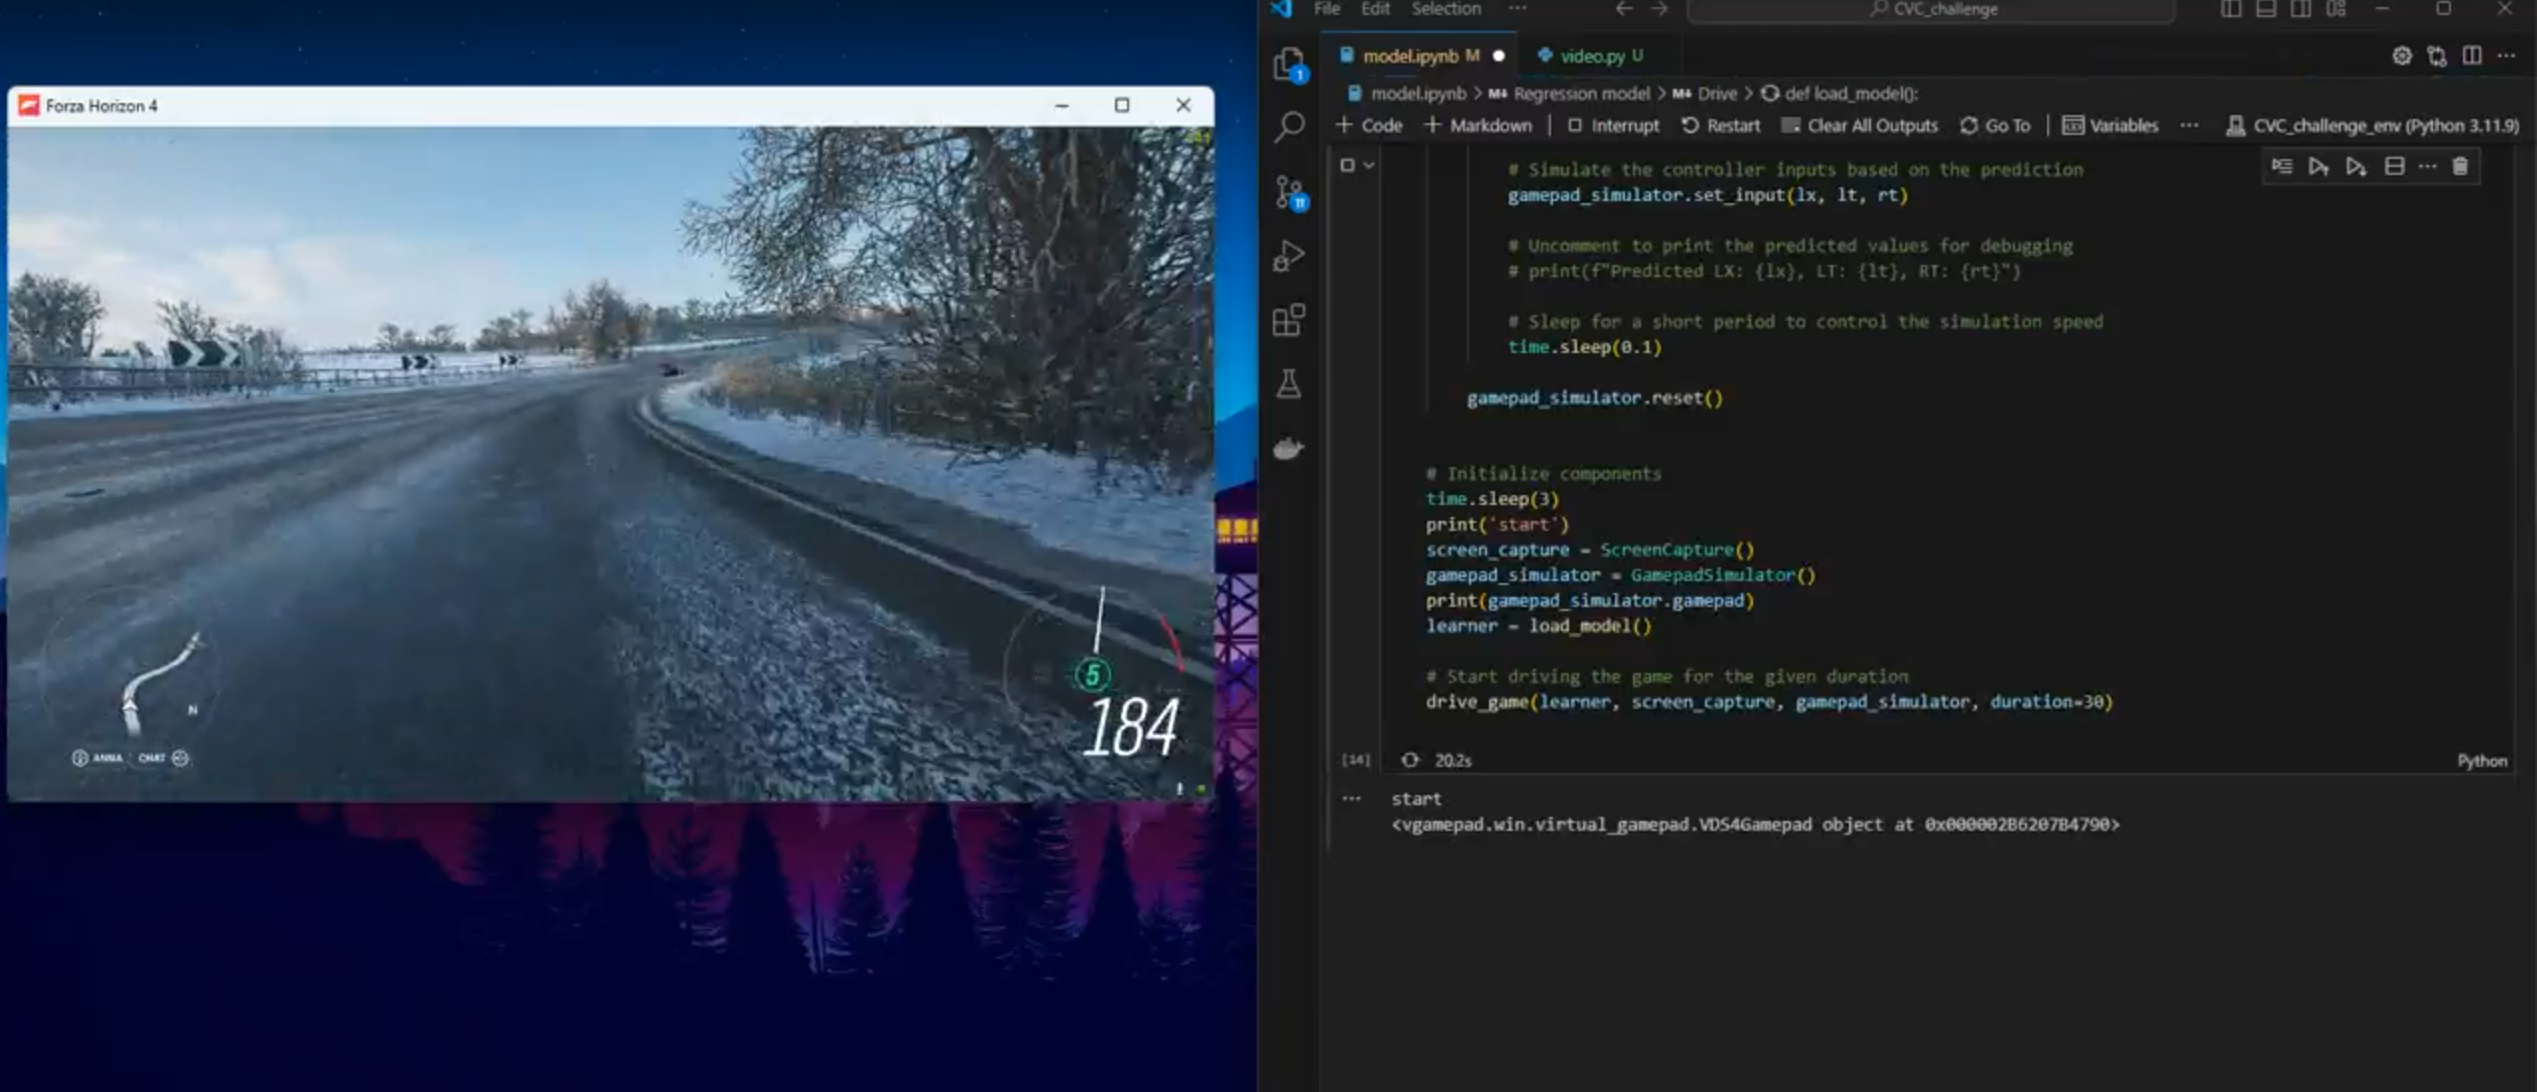 Forza Horizon 4
N
ANNA CHAT
5
184
File Edit Selection ···
CVC_challenge
model.ipynb M
video.py U
model.ipynb > M↓ Regression model > M↓ Drive > def load_model():
+ Code + Markdown | Interrupt Restart Clear All Outputs Go To | Variables ··· CVC_challenge_env (Python 3.11.9)
1
11
# Simulate the controller inputs based on the prediction
gamepad_simulator.set_input(lx, lt, rt)
# Uncomment to print the predicted values for debugging
# print(f"Predicted LX: {lx}, LT: {lt}, RT: {rt}")
# Sleep for a short period to control the simulation speed
time.sleep(0.1)
gamepad_simulator.reset()
# Initialize components
time.sleep(3)
print('start')
screen_capture = ScreenCapture()
gamepad_simulator = GamepadSimulator()
print(gamepad_simulator.gamepad)
learner = load_model()
# Start driving the game for the given duration
drive_game(learner, screen_capture, gamepad_simulator, duration=30)
[14] 20.2s Python
start
<vgamepad.win.virtual_gamepad.VDS4Gamepad object at 0x000002B6207B4790>